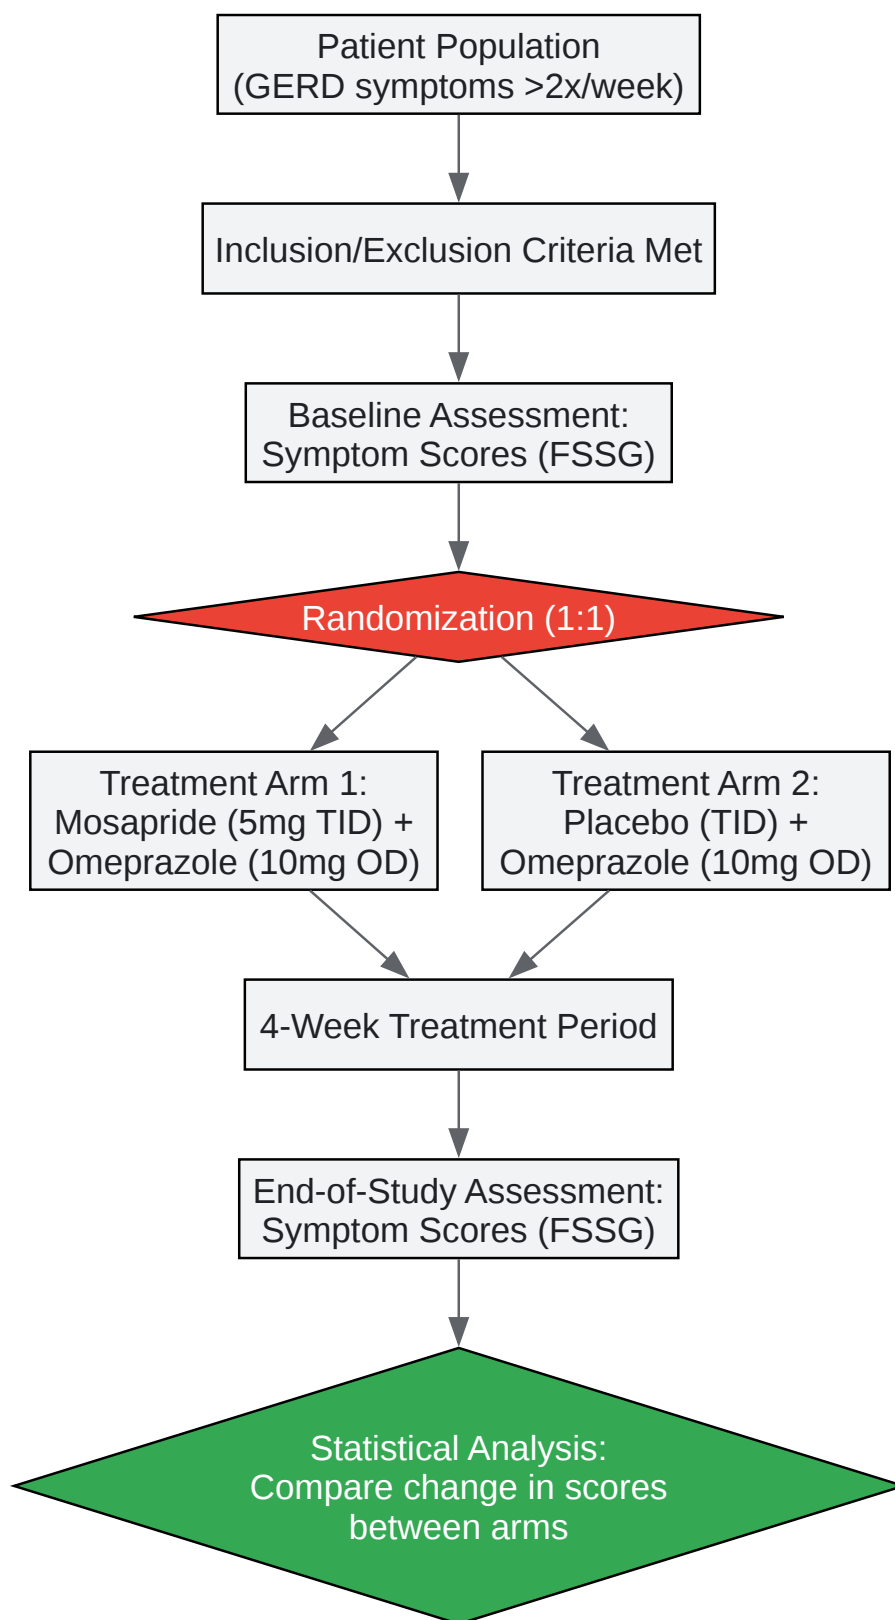 Patient Population
(GERD symptoms >2x/week)
Inclusion/Exclusion Criteria Met
Baseline Assessment:
Symptom Scores (FSSG)
Randomization (1:1)
Treatment Arm 1:
Mosapride (5mg TID) +
Omeprazole (10mg OD)
Treatment Arm 2:
Placebo (TID) +
Omeprazole (10mg OD)
4-Week Treatment Period
End-of-Study Assessment:
Symptom Scores (FSSG)
Statistical Analysis:
Compare change in scores
between arms